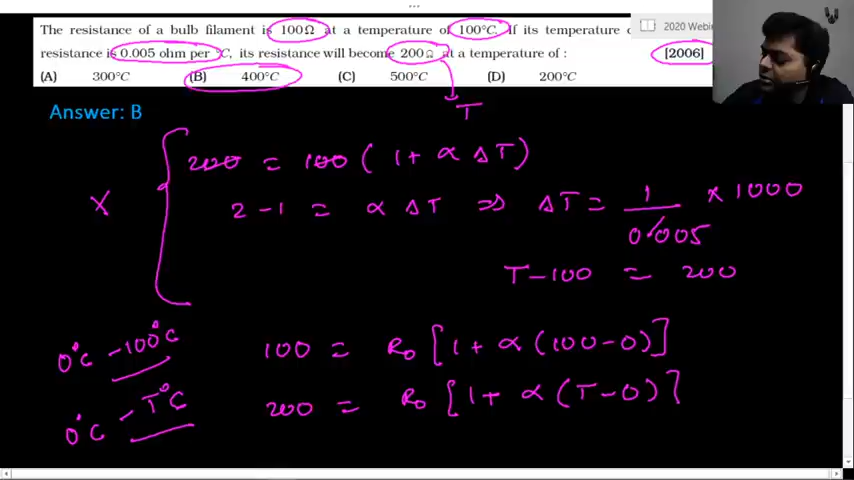 The resistance of a bulb filament is 100Ω at a temperature of 100°C. If its temperature
resistance is 0.005 ohm per °C, its resistance will become 200 Ω at a temperature of : [2006]
(A) 300°C (B) 400°C (C) 500°C (D) 200°C
2020 Webin
Answer: B
T
200 = 100 ( 1 + α ΔT )
X 2 - 1 = α ΔT ⇒ ΔT = 1/0.005 × 1000
T - 100 = 200
0°C - 100°C 100 = R₀ [ 1 + α (100 - 0) ]
0°C - T°C 200 = R₀ [ 1 + α ( T - 0 ) ]